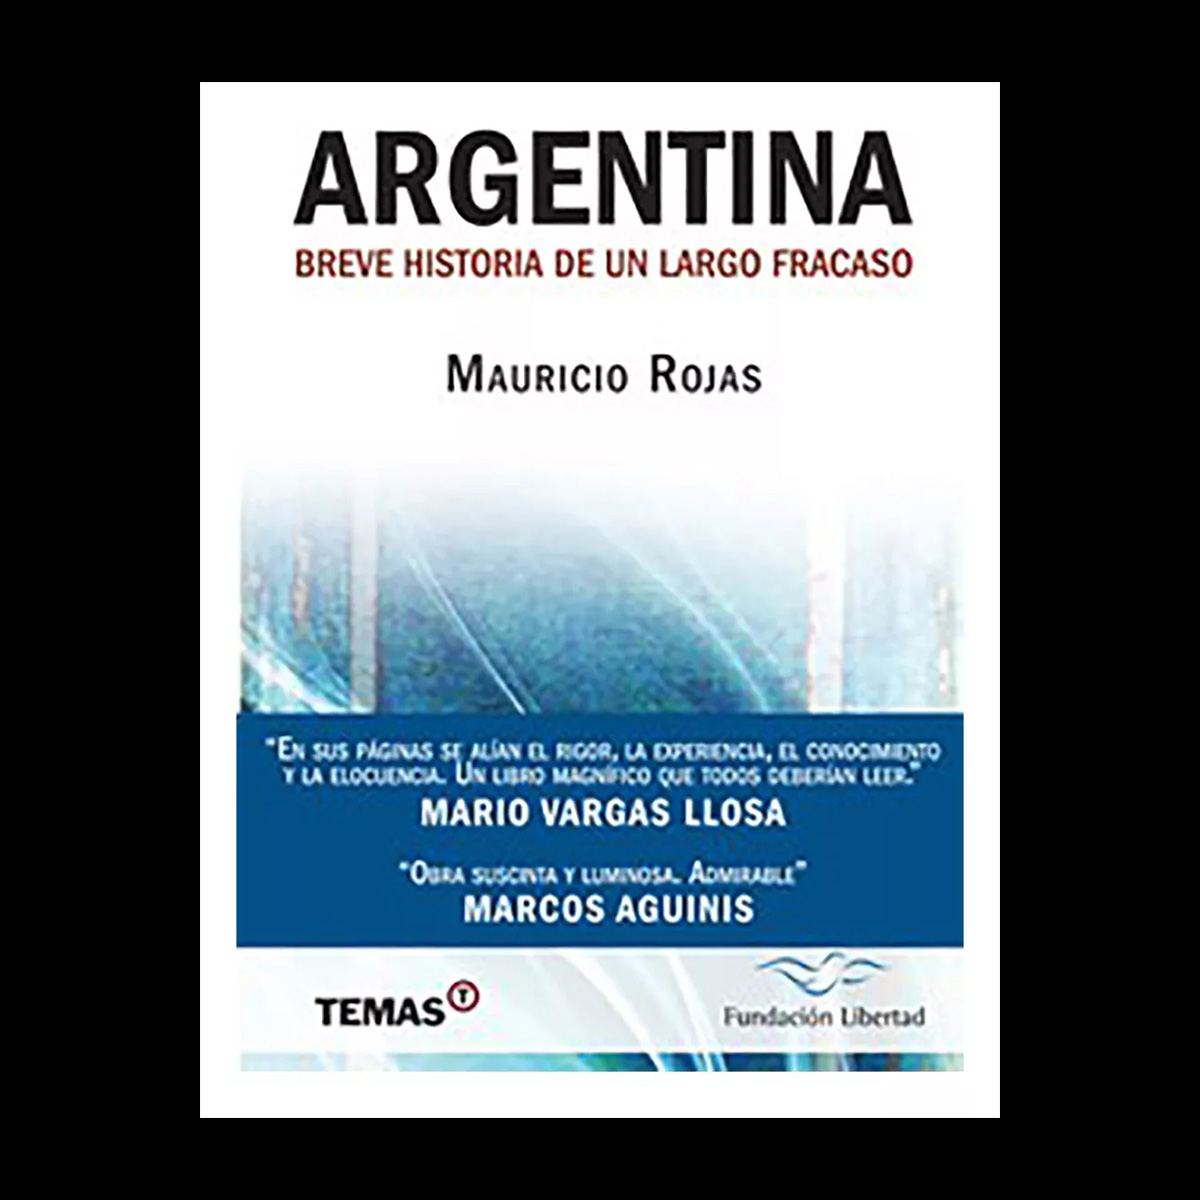 ARGENTINA
BREVE HISTORIA DE UN LARGO FRACASO
MAURICIO ROJAS
"EN SUS PÁGINAS SE ALÍAN EL RIGOR, LA EXPERIENCIA, EL CONOCIMIENTO
Y LA ELOCUENCIA. UN LIBRO MAGNÍFICO QUE TODOS DEBERÍAN LEER."
MARIO VARGAS LLOSA
"OBRA SUSCINTA Y LUMINOSA. ADMIRABLE"
MARCOS AGUINIS
TEMAS T
Fundación Libertad